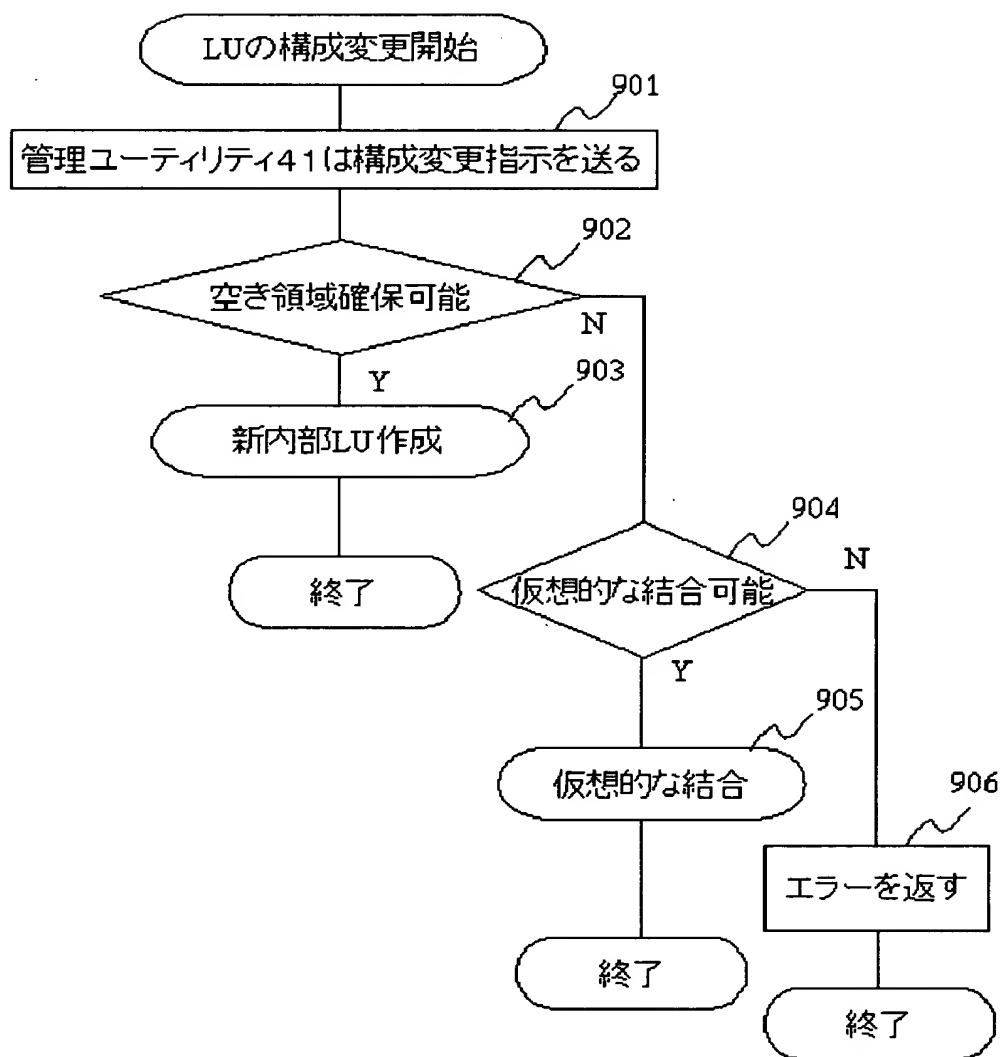 LUの構成変更開始
901
管理ユーティリティ41は構成変更指示を送る
902
空き領域確保可能
N
Y
903
新内部LU作成
904
終了
仮想的な結合可能
N
Y
905
仮想的な結合
906
エラーを返す
終了
終了